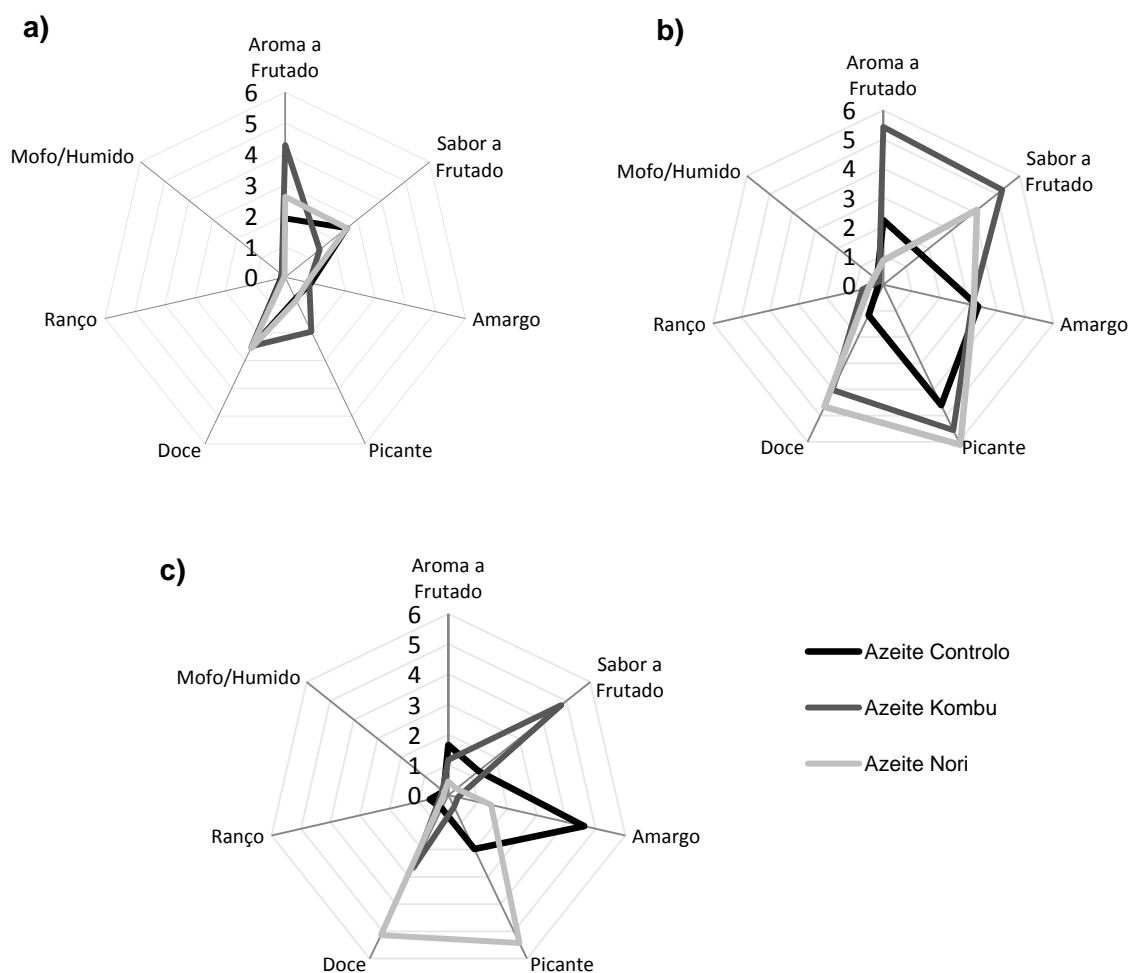 a)
Aroma a
Frutado
6
5
4
3
2
1
0
Sabor a
Frutado
Amargo
Picante
Doce
Ranço
Mofo/Humido
b)
Aroma a
Frutado
6
5
4
3
2
1
0
Sabor a
Frutado
Amargo
Picante
Doce
Ranço
Mofo/Humido
c)
Aroma a
Frutado
6
5
4
3
2
1
0
Sabor a
Frutado
Amargo
Picante
Doce
Ranço
Mofo/Humido
Azeite Controlo
Azeite Kombu
Azeite Nori